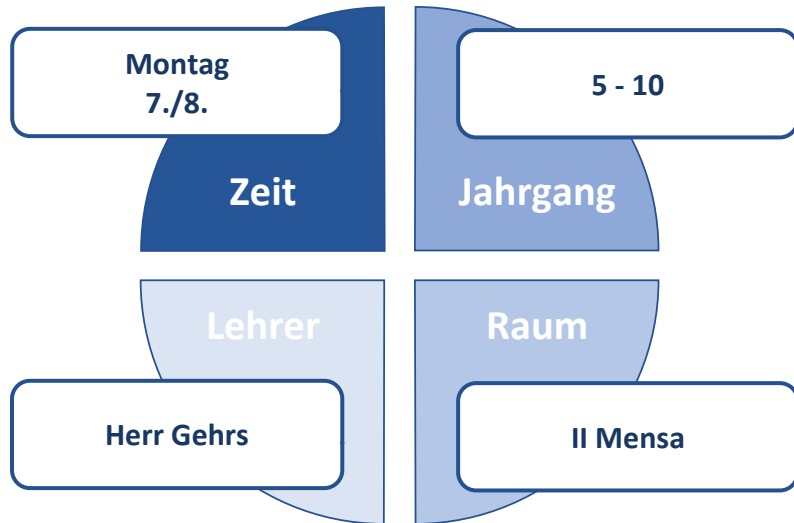 Montag
7./8.
Zeit
5 - 10
Jahrgang
Lehrer
Herr Gehrs
Raum
II Mensa